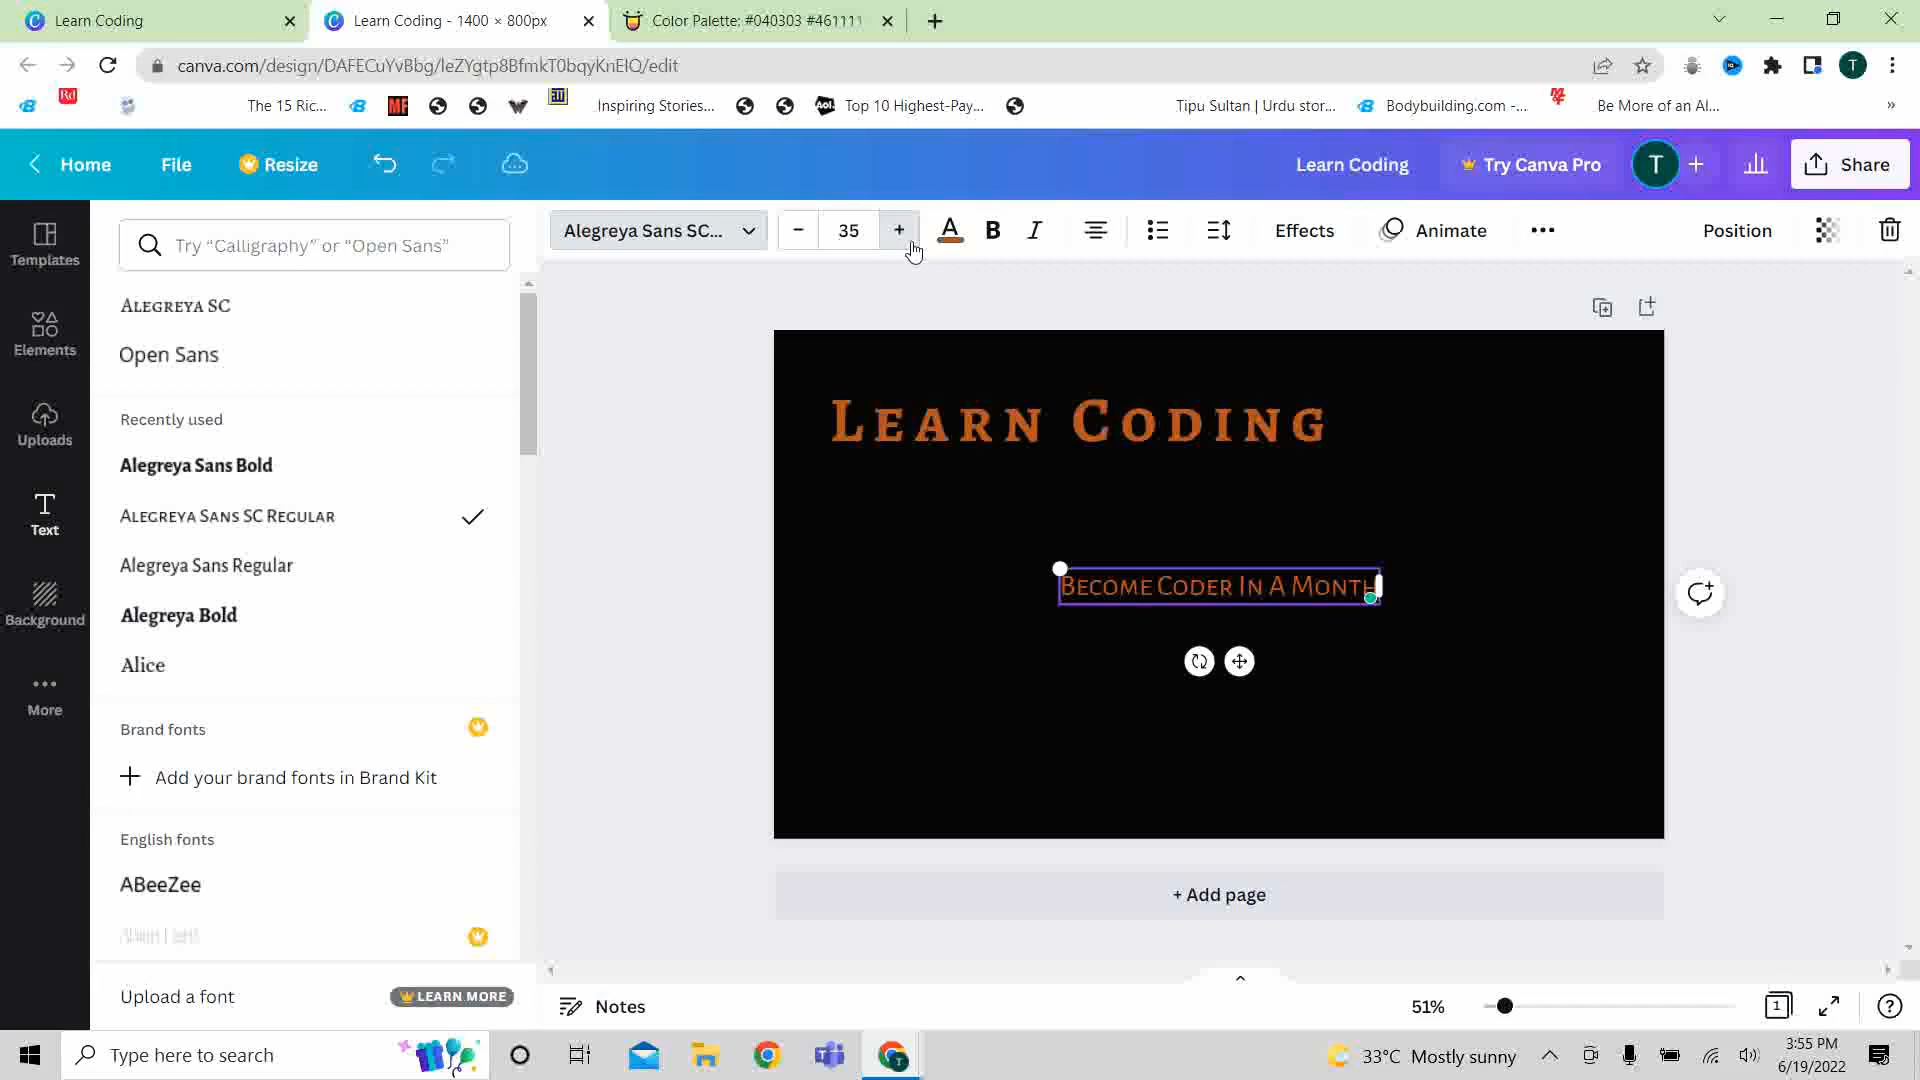 Learn Coding
Learn Coding - 1400 × 800px
Color Palette: #040303 #461111
canva.com/design/DAFECuYvBbg/leZYgtp8BfmkT0bqyKnEIQ/edit
T
Rd
The 15 Ric...
MF
Inspiring Stories...
Aol.
Top 10 Highest-Pay...
Tipu Sultan | Urdu stor...
Bodybuilding.com -...
Be More of an Al...
»
Home
File
Resize
Learn Coding
Try Canva Pro
T
Share
Templates
Elements
Uploads
Text
Background
More
Try “Calligraphy” or “Open Sans”
Alegreya Sans SC...
35
A
B
I
Effects
Animate
Position
Alegreya SC
Open Sans
Recently used
Alegreya Sans Bold
Alegreya Sans SC Regular
Alegreya Sans Regular
Alegreya Bold
Alice
Brand fonts
Add your brand fonts in Brand Kit
English fonts
ABeeZee
Upload a font
LEARN MORE
Learn Coding
Become Coder In A Month
+ Add page
Notes
51%
1
Type here to search
33°C Mostly sunny
3:55 PM
6/19/2022